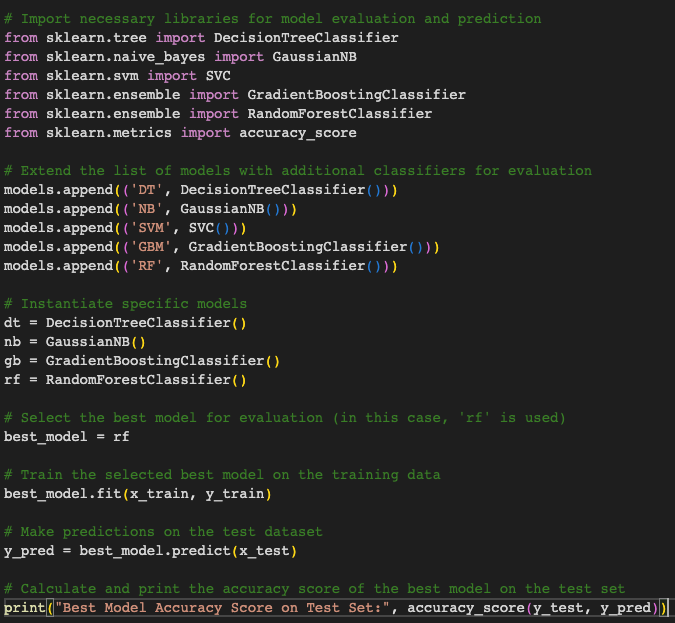 # Import necessary libraries for model evaluation and prediction
from sklearn.tree import DecisionTreeClassifier
from sklearn.naive_bayes import GaussianNB
from sklearn.svm import SVC
from sklearn.ensemble import GradientBoostingClassifier
from sklearn.ensemble import RandomForestClassifier
from sklearn.metrics import accuracy_score
# Extend the list of models with additional classifiers for evaluation
models.append(('DT', DecisionTreeClassifier()))
models.append(('NB', GaussianNB()))
models.append(('SVM', SVC()))
models.append(('GBM', GradientBoostingClassifier()))
models.append(('RF', RandomForestClassifier()))
# Instantiate specific models
dt = DecisionTreeClassifier()
nb = GaussianNB()
gb = GradientBoostingClassifier()
rf = RandomForestClassifier()
# Select the best model for evaluation (in this case, 'rf' is used)
best_model = rf
# Train the selected best model on the training data
best_model.fit(x_train, y_train)
# Make predictions on the test dataset
y_pred = best_model.predict(x_test)
# Calculate and print the accuracy score of the best model on the test set
print("Best Model Accuracy Score on Test Set:", accuracy_score(y_test, y_pred))